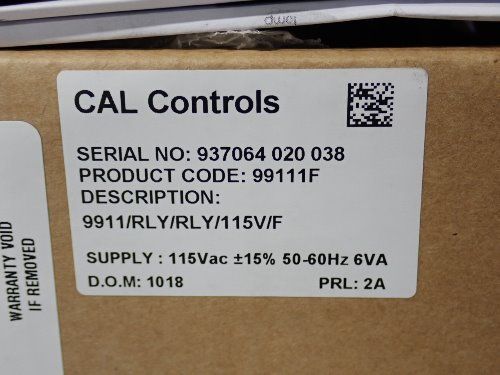 CAL Controls
SERIAL NO: 937064 020 038
PRODUCT CODE: 99111F
DESCRIPTION:
9911/RLY/RLY/115V/F
SUPPLY : 115Vac ±15% 50-60Hz 6VA
D.O.M: 1018 PRL: 2A
WARRANTY VOID
IF REMOVED